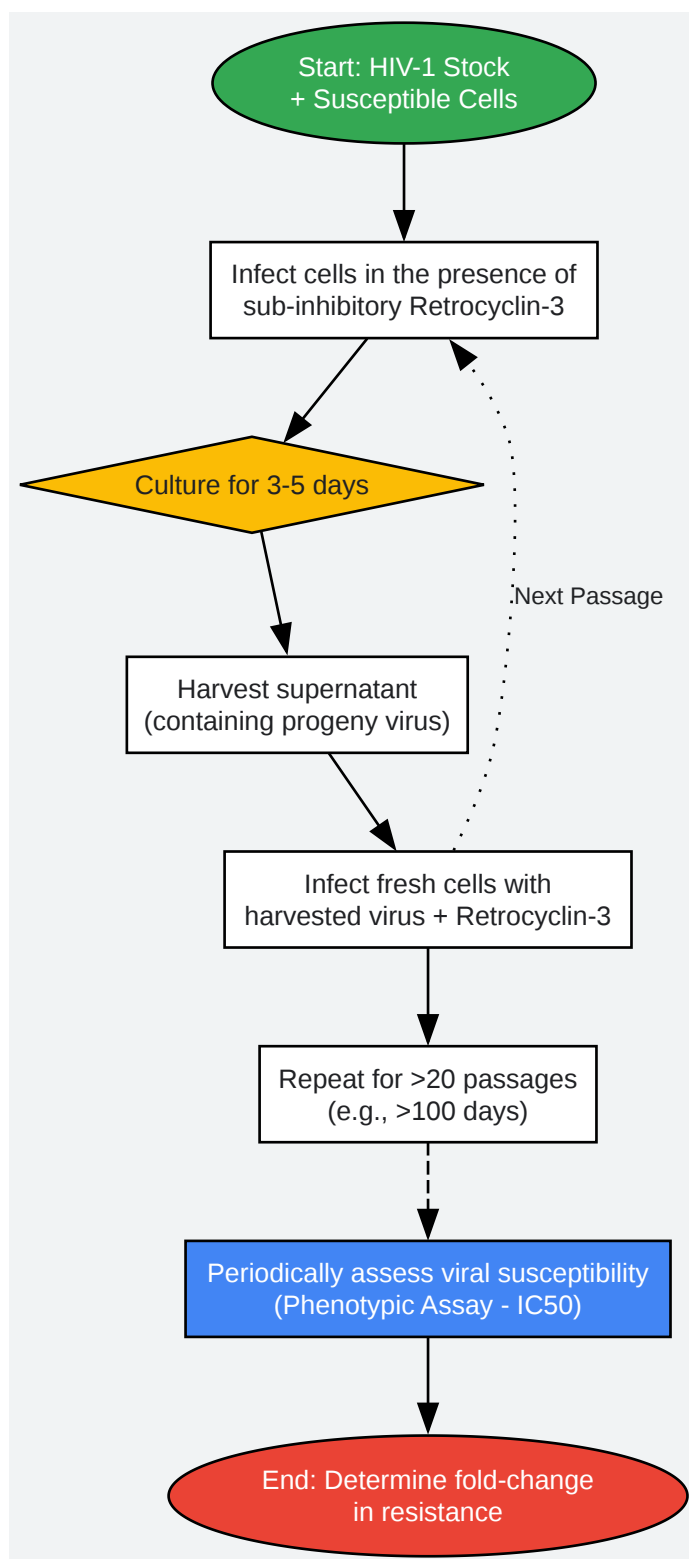 Start: HIV-1 Stock
+ Susceptible Cells
Infect cells in the presence of
sub-inhibitory Retrocyclin-3
Culture for 3-5 days
Next Passage
Harvest supernatant
(containing progeny virus)
Infect fresh cells with
harvested virus + Retrocyclin-3
Repeat for >20 passages
(e.g., >100 days)
Periodically assess viral susceptibility
(Phenotypic Assay - IC50)
End: Determine fold-change
in resistance